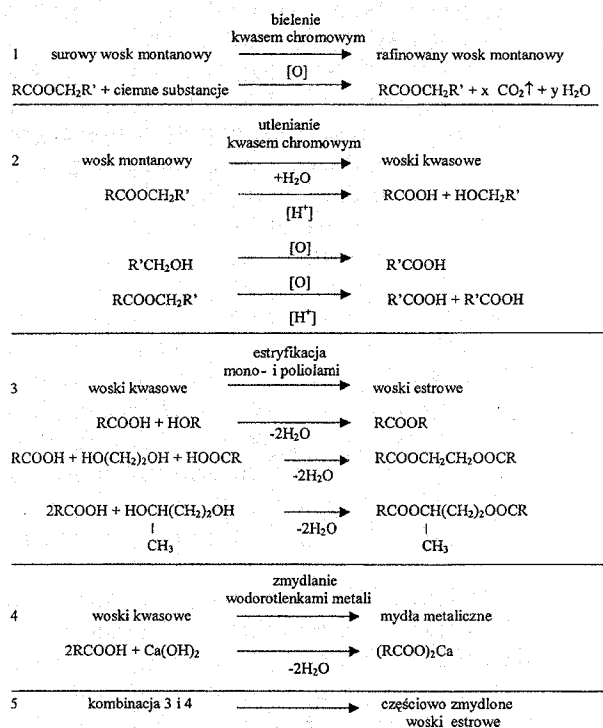 bielenie
kwasem chromowym
1 surowy wosk montanowy rafinowany wosk montanowy
[O]
RCOOCH₂R' + ciemne substancje RCOOCH₂R' + x CO₂↑ + y H₂O
utlenianie
kwasem chromowym
2 wosk montanowy woski kwasowe
+H₂O
RCOOCH₂R' RCOOH + HOCH₂R'
[H⁺]
[O]
R'CH₂OH R'COOH
[O]
RCOOCH₂R' R'COOH + R'COOH
[H⁺]
estryfikacja
mono- i poliolami
3 woski kwasowe woski estrowe
RCOOH + HOR RCOOR
-2H₂O
RCOOH + HO(CH₂)₂OH + HOOCR RCOOCH₂CH₂OOCR
-2H₂O
2RCOOH + HOCH(CH₂)₂OH RCOOCH(CH₂)₂OOCR
-2H₂O
CH₃ CH₃
zmydlanie
wodorotlenkami metali
4 woski kwasowe mydła metaliczne
2RCOOH + Ca(OH)₂ (RCOO)₂Ca
-2H₂O
5 kombinacja 3 i 4 częściowo zmydlone
woski estrowe